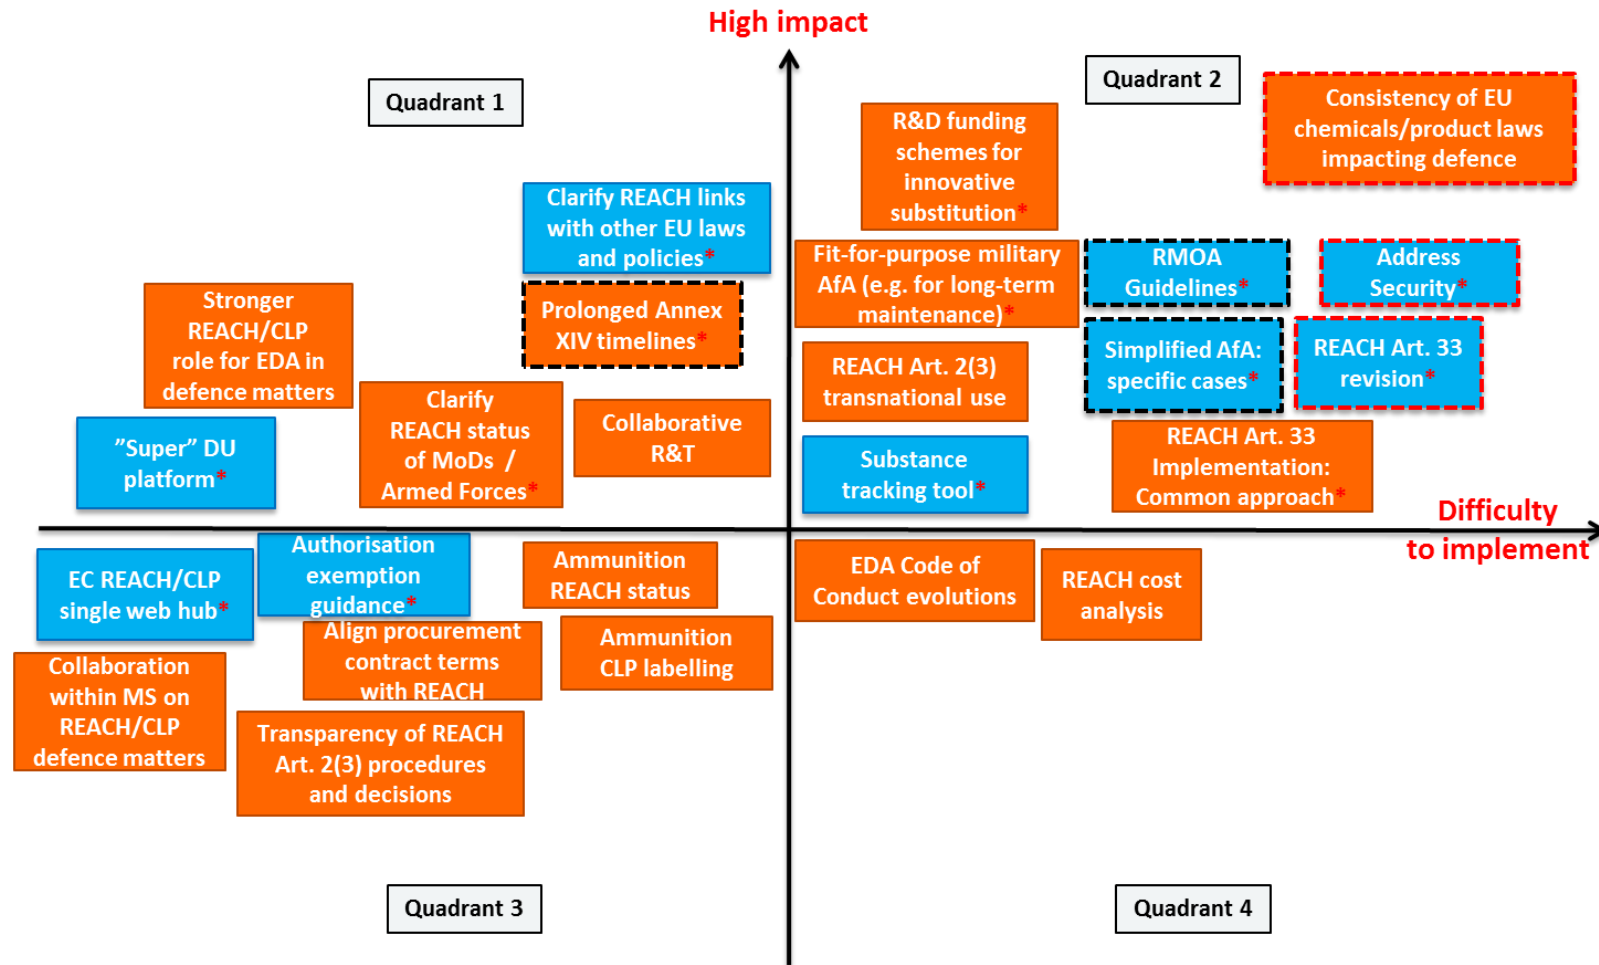 High impact
Quadrant 1
Quadrant 2
Consistency of EU
chemicals/product laws
impacting defence
R&D funding
schemes for
innovative
substitution*
Clarify REACH links
with other EU laws
and policies*
Fit-for-purpose military
AfA (e.g. for long-term
maintenance)*
RMOA
Guidelines*
Address
Security*
Stronger
REACH/CLP
role for EDA in
defence matters
Prolonged Annex
XIV timelines*
REACH Art. 2(3)
transnational use
Simplified AfA:
specific cases*
REACH Art. 33
revision*
Clarify
REACH status
of MoDs /
Armed Forces*
Collaborative
R&T
”Super” DU
platform*
Substance
tracking tool*
REACH Art. 33
Implementation:
Common approach*
Difficulty
to implement
EC REACH/CLP
single web hub*
Authorisation
exemption
guidance*
Ammunition
REACH status
EDA Code of
Conduct evolutions
REACH cost
analysis
Align procurement
contract terms
with REACH
Ammunition
CLP labelling
Collaboration
within MS on
REACH/CLP
defence matters
Transparency of REACH
Art. 2(3) procedures
and decisions
Quadrant 3
Quadrant 4